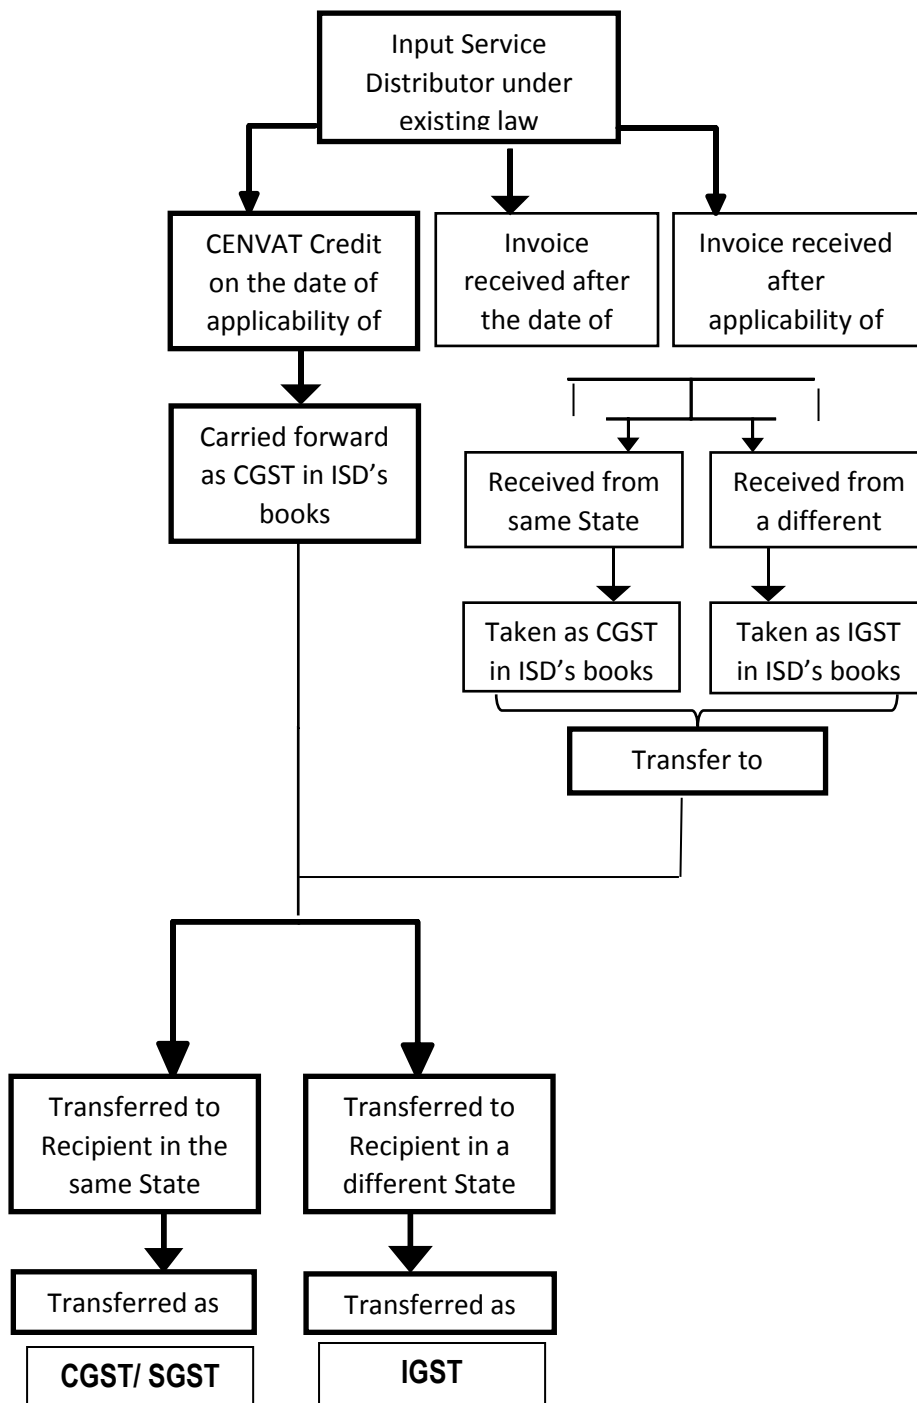 Input Service
Distributor under
existing law
CENVAT Credit
on the date of
applicability of
Invoice
received after
the date of
Invoice received
after
applicability of
Carried forward
as CGST in ISD’s
books
Received from
same State
Received from
a different
Taken as CGST
in ISD’s books
Taken as IGST
in ISD’s books
Transfer to
Transferred to
Recipient in the
same State
Transferred to
Recipient in a
different State
Transferred as
Transferred as
CGST/ SGST
IGST